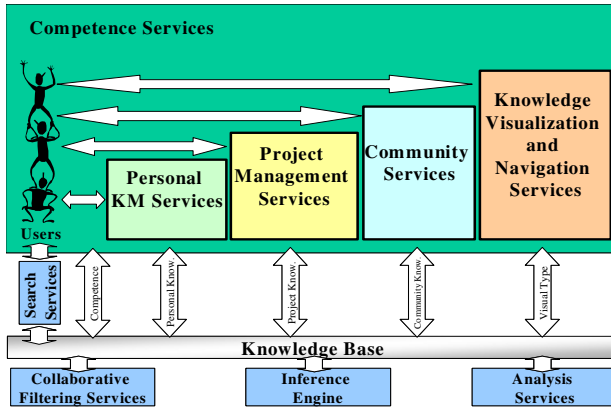 Competence Services
Knowledge
Visualization
and
Navigation
Services
Community
Services
Project
Management
Services
Personal
KM Services
Users
Search
Services
Competence
Personal Know.
Project Know.
Community Know.
Visual Type
Knowledge Base
Collaborative
Filtering Services
Inference
Engine
Analysis
Services